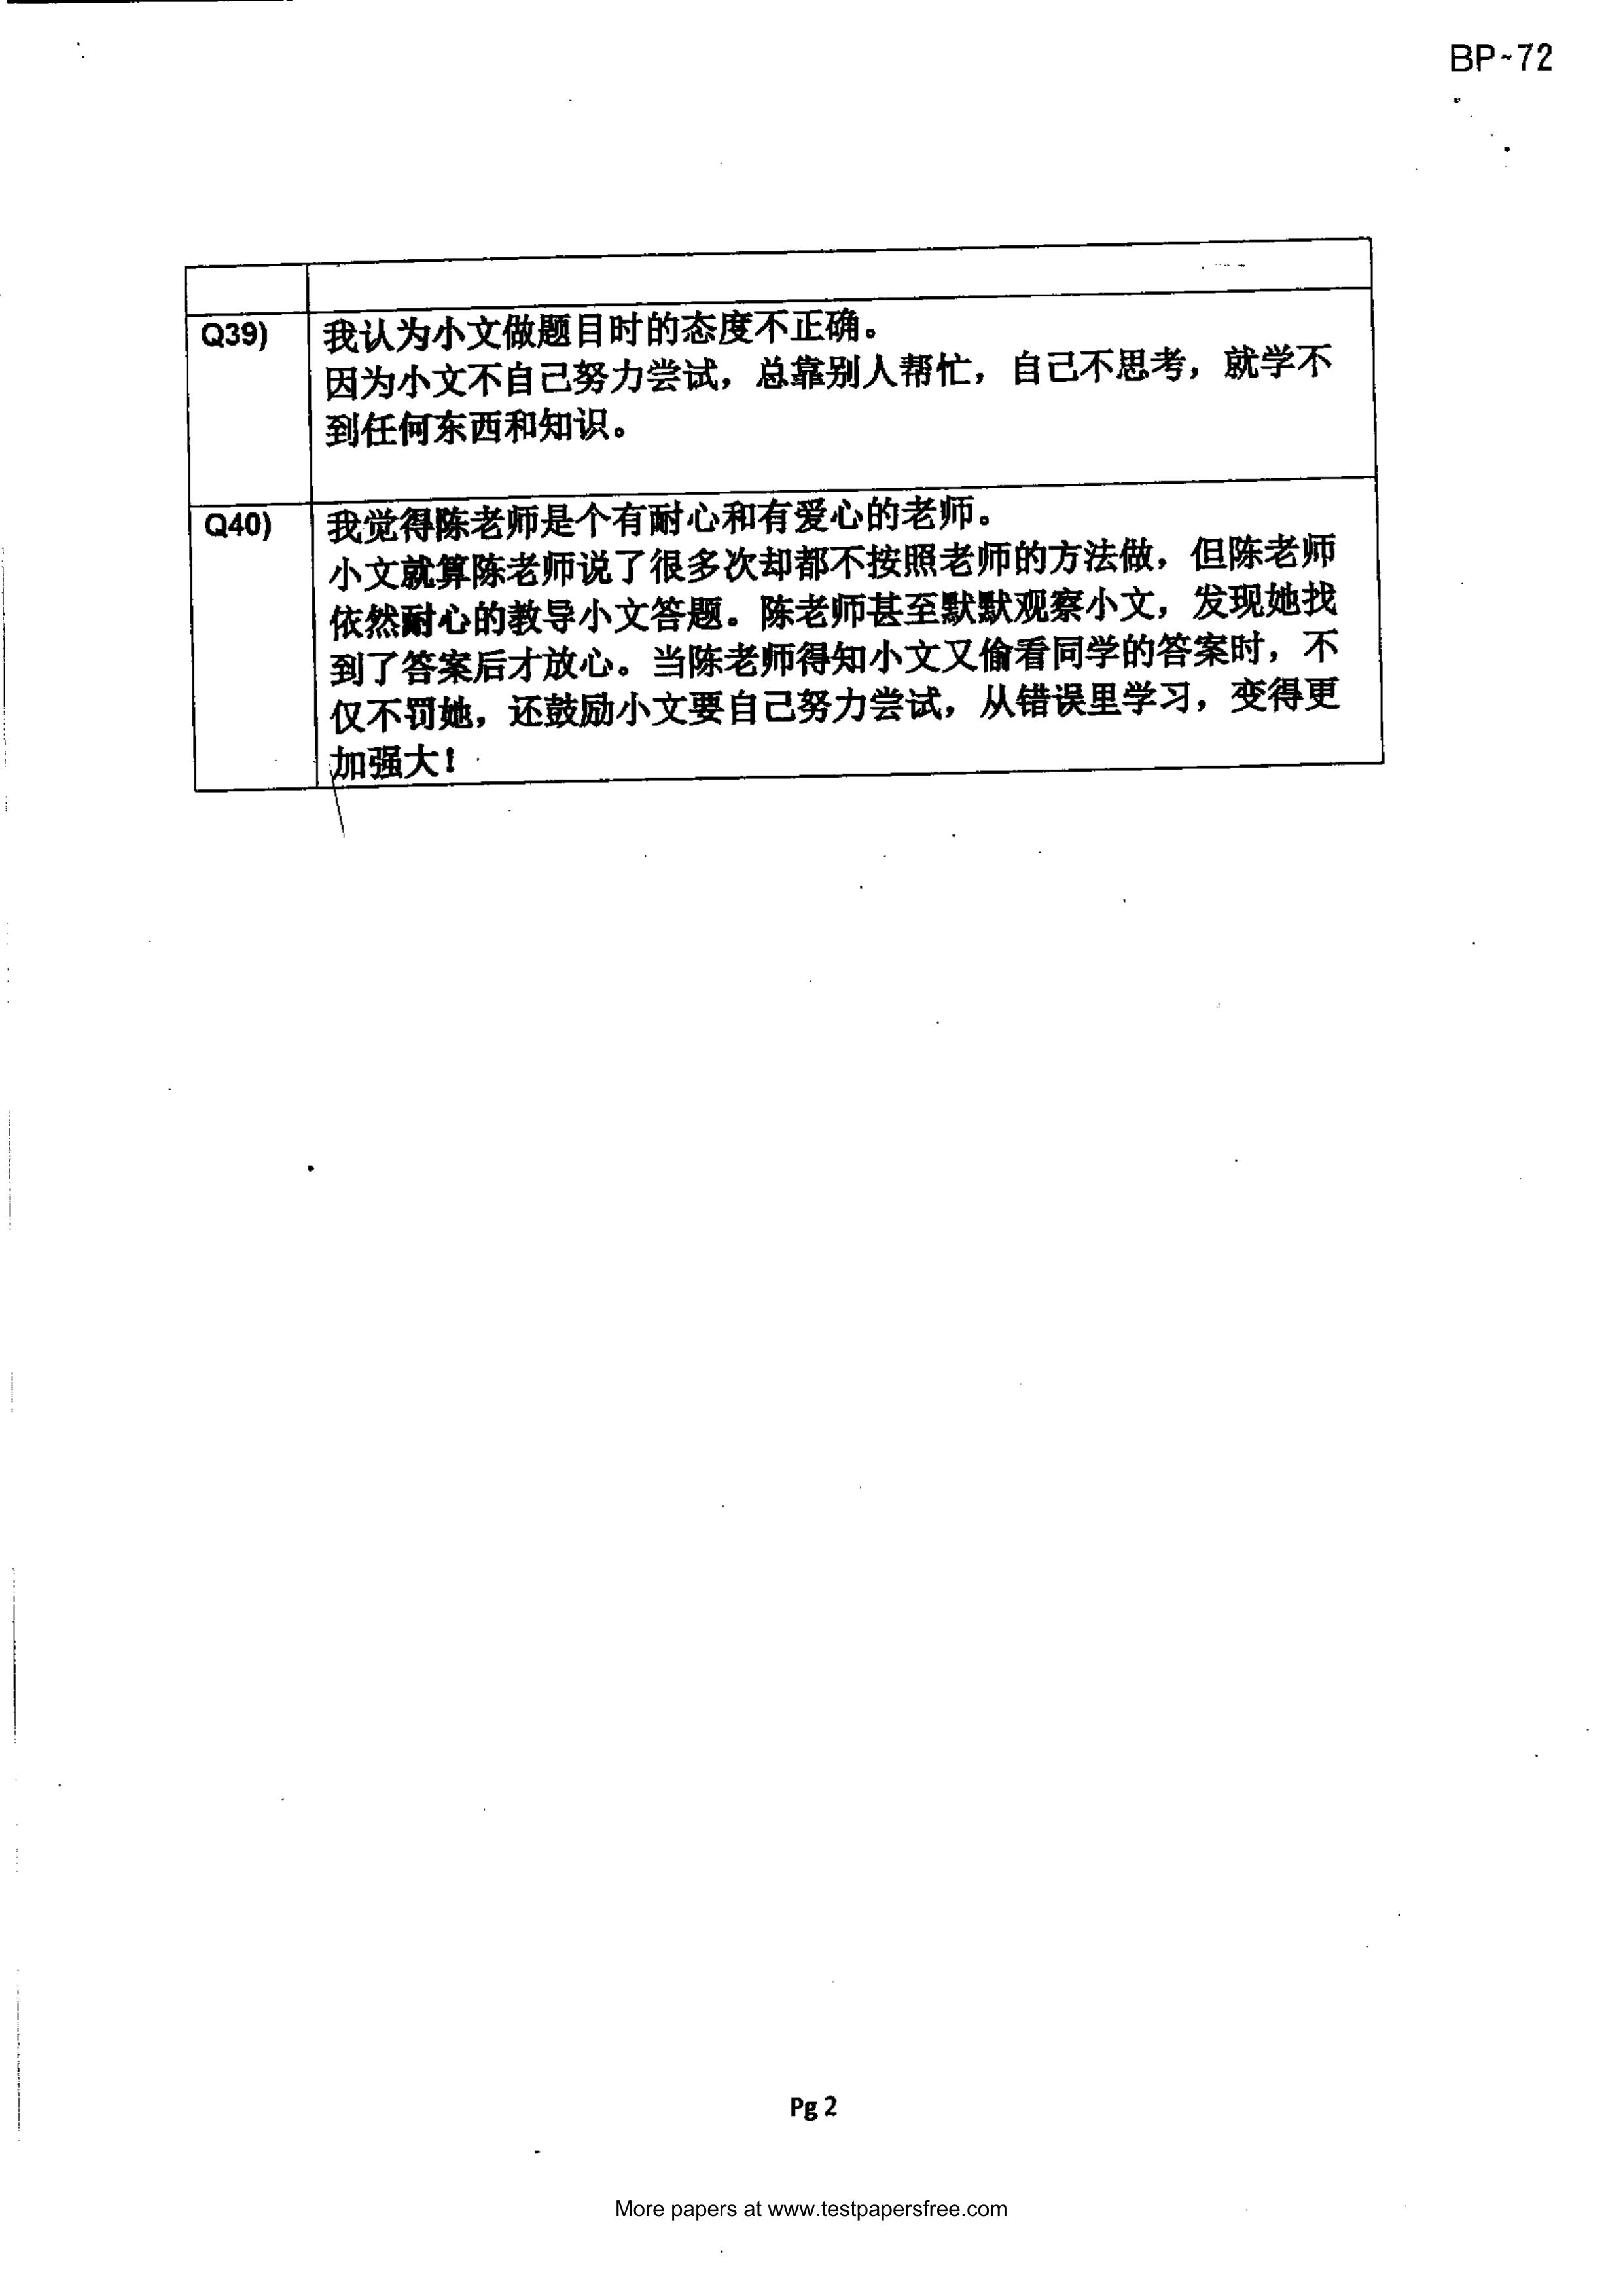 BP~72
Q39) 我认为小文做题目时的态度不正确。
因为小文不自己努力尝试，总靠别人帮忙，自己不思考，就学不
到任何东西和知识。
Q40) 我觉得陈老师是个有耐心和有爱心的老师。
小文就算陈老师说了很多次却都不按照老师的方法做，但陈老师
依然耐心的教导小文答题。陈老师甚至默默观察小文，发现她找
到了答案后才放心。当陈老师得知小文又偷看同学的答案时，不
仅不罚她，还鼓励小文要自己努力尝试，从错误里学习，变得更
加强大！
Pg 2
More papers at www.testpapersfree.com